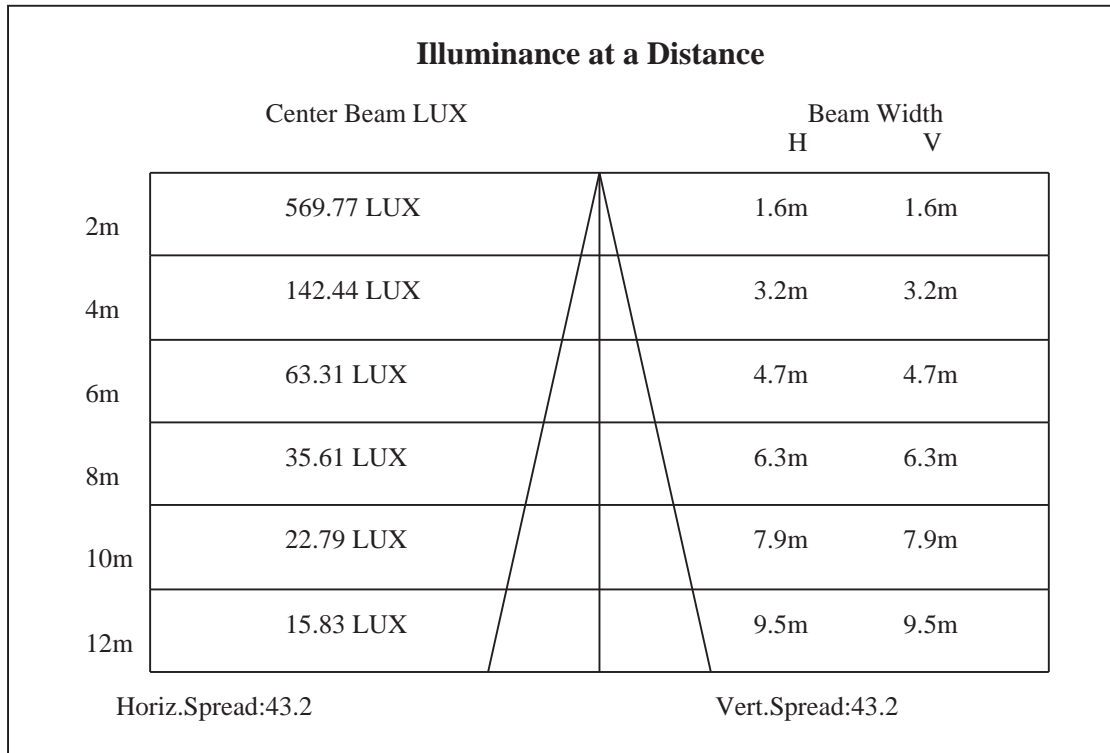 Illuminance at a Distance
Center Beam LUX Beam Width
H V
2m 569.77 LUX 1.6m 1.6m
4m 142.44 LUX 3.2m 3.2m
6m 63.31 LUX 4.7m 4.7m
8m 35.61 LUX 6.3m 6.3m
10m 22.79 LUX 7.9m 7.9m
12m 15.83 LUX 9.5m 9.5m
Horiz.Spread:43.2 Vert.Spread:43.2